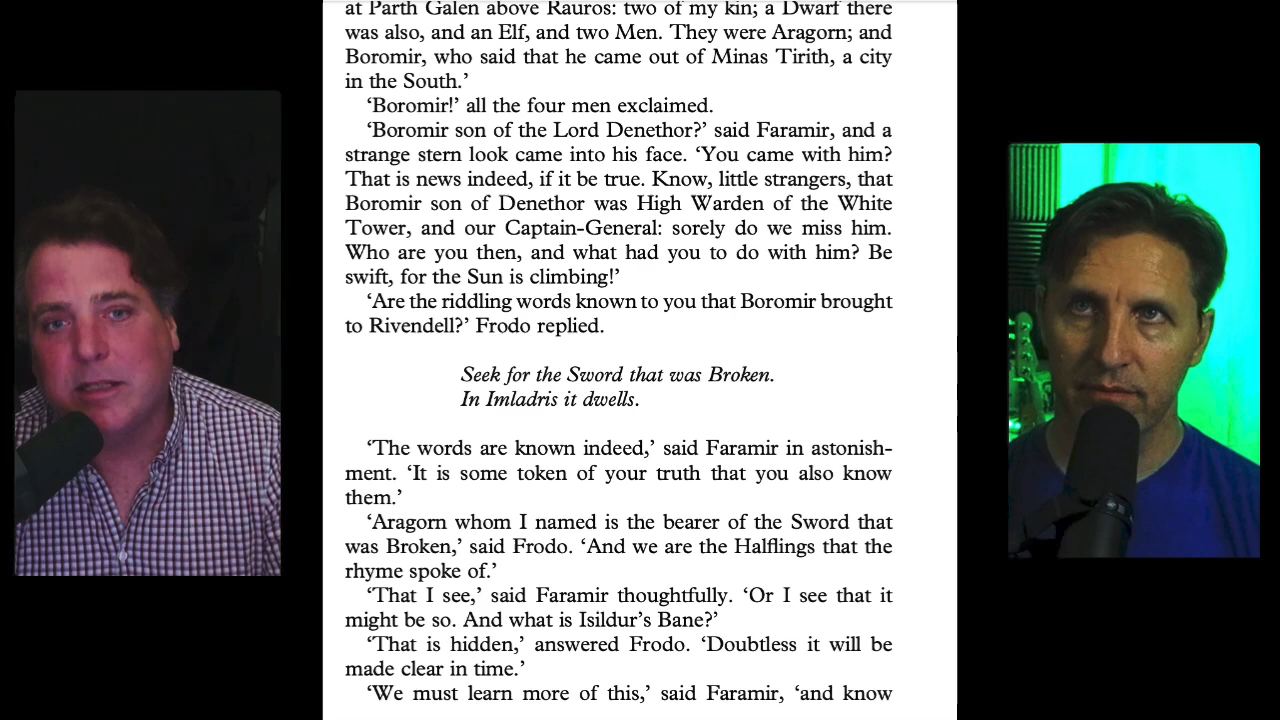 at Parth Galen above Rauros: two of my kin; a Dwarf there
was also, and an Elf, and two Men. They were Aragorn; and
Boromir, who said that he came out of Minas Tirith, a city
in the South.’
‘Boromir!’ all the four men exclaimed.
‘Boromir son of the Lord Denethor?’ said Faramir, and a
strange stern look came into his face. ‘You came with him?
That is news indeed, if it be true. Know, little strangers, that
Boromir son of Denethor was High Warden of the White
Tower, and our Captain-General: sorely do we miss him.
Who are you then, and what had you to do with him? Be
swift, for the Sun is climbing!’
‘Are the riddling words known to you that Boromir brought
to Rivendell?’ Frodo replied.
Seek for the Sword that was Broken.
In Imladris it dwells.
‘The words are known indeed,’ said Faramir in astonish-
ment. ‘It is some token of your truth that you also know
them.’
‘Aragorn whom I named is the bearer of the Sword that
was Broken,’ said Frodo. ‘And we are the Halflings that the
rhyme spoke of.’
‘That I see,’ said Faramir thoughtfully. ‘Or I see that it
might be so. And what is Isildur’s Bane?’
‘That is hidden,’ answered Frodo. ‘Doubtless it will be
made clear in time.’
‘We must learn more of this,’ said Faramir, ‘and know